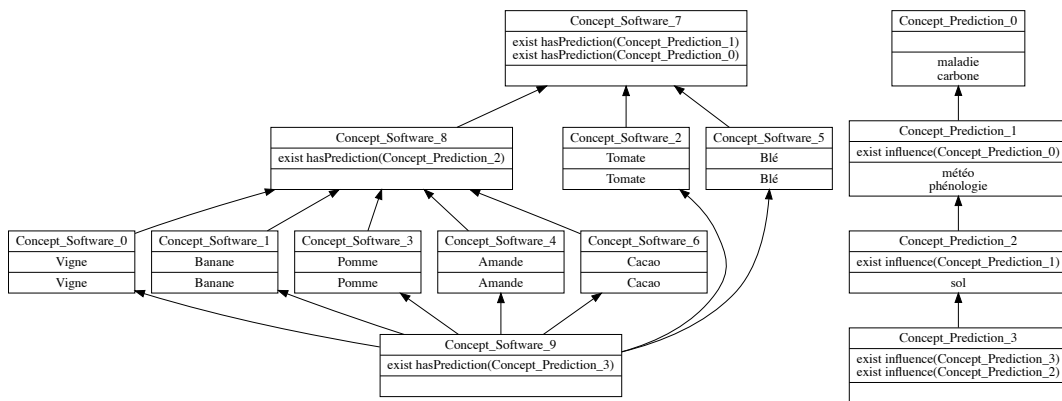 Concept_Software_7
exist hasPrediction(Concept_Prediction_1)
exist hasPrediction(Concept_Prediction_0)
Concept_Software_8
exist hasPrediction(Concept_Prediction_2)
Concept_Software_2
Tomate
Tomate
Concept_Software_5
Blé
Blé
Concept_Software_0
Vigne
Vigne
Concept_Software_1
Banane
Banane
Concept_Software_3
Pomme
Pomme
Concept_Software_4
Amande
Amande
Concept_Software_6
Cacao
Cacao
Concept_Software_9
exist hasPrediction(Concept_Prediction_3)
Concept_Prediction_0
maladie
carbone
Concept_Prediction_1
exist influence(Concept_Prediction_0)
météo
phénologie
Concept_Prediction_2
exist influence(Concept_Prediction_1)
sol
Concept_Prediction_3
exist influence(Concept_Prediction_3)
exist influence(Concept_Prediction_2)